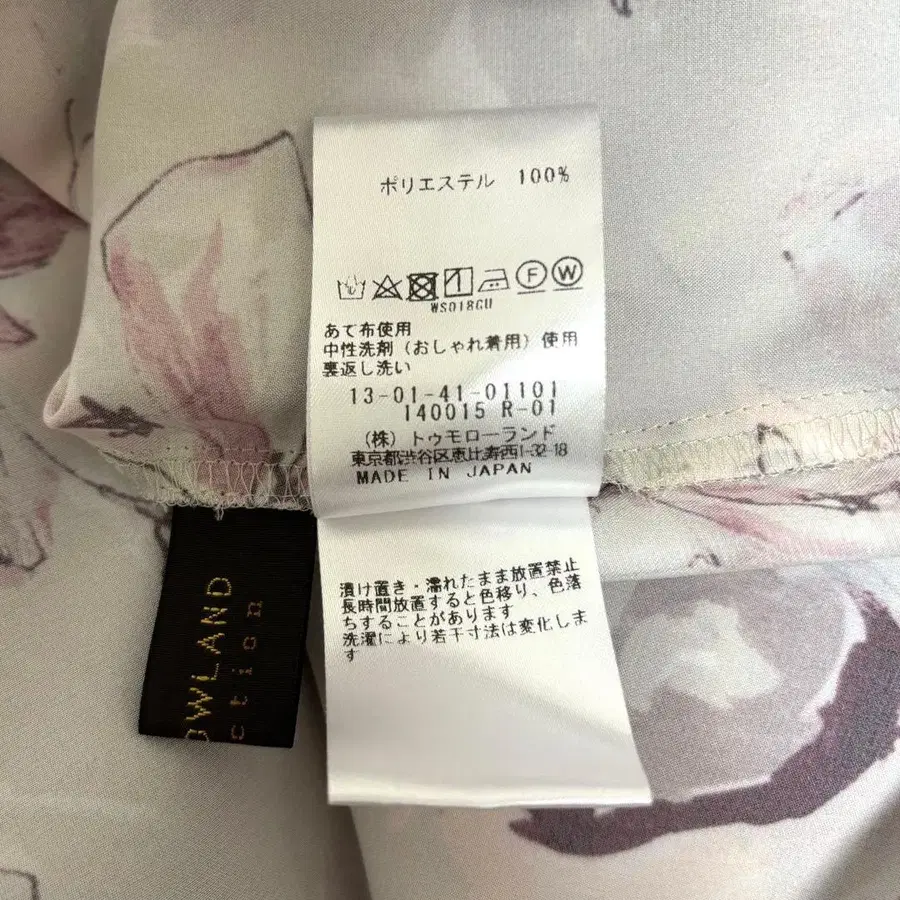 ポリエステル 100%
F W
WS018GU
あて布使用
中性洗剤（おしゃれ着用）使用
裏返し洗い
13-01-41-01101
140015 R-01
（株）トゥモローランド
東京都渋谷区恵比寿西1-32-18
MADE IN JAPAN
漬け置き・濡れたまま放置禁止
長時間放置すると色移り、色落
ちすることがあります
洗濯により若干寸法は変化しま
す
OWLAND
ction